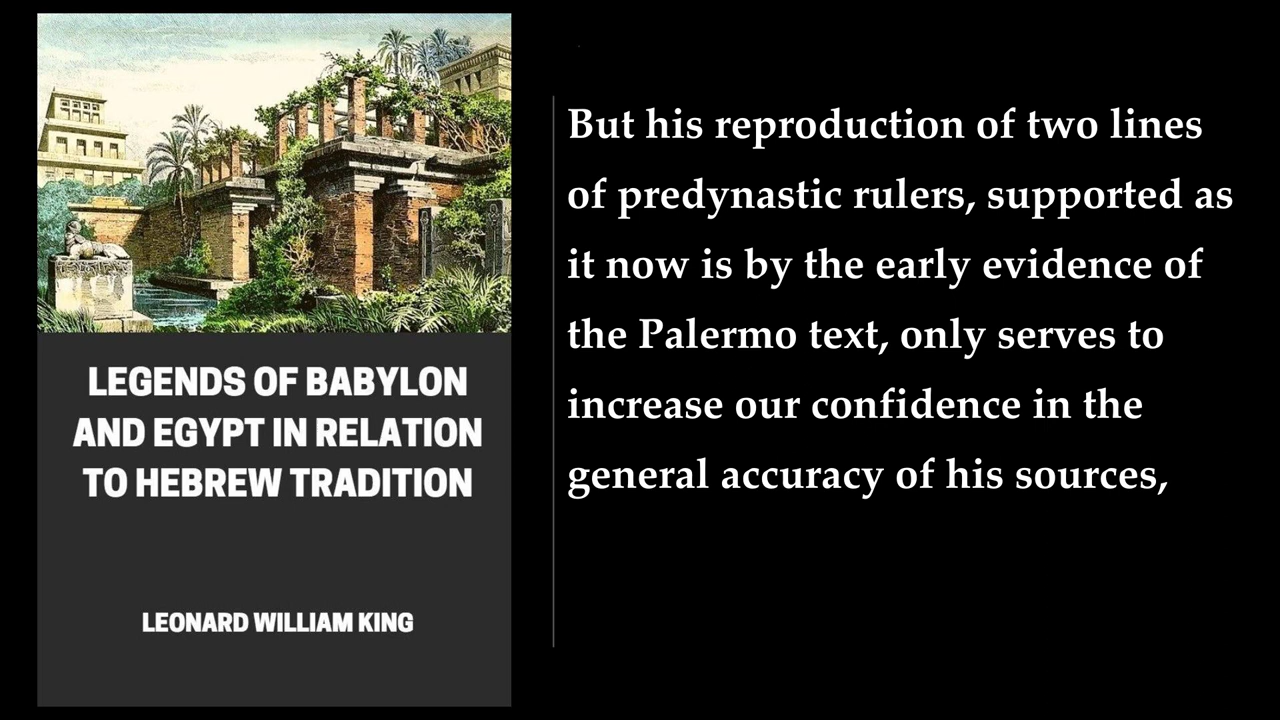 LEGENDS OF BABYLON
AND EGYPT IN RELATION
TO HEBREW TRADITION
LEONARD WILLIAM KING
But his reproduction of two lines
of predynastic rulers, supported as
it now is by the early evidence of
the Palermo text, only serves to
increase our confidence in the
general accuracy of his sources,